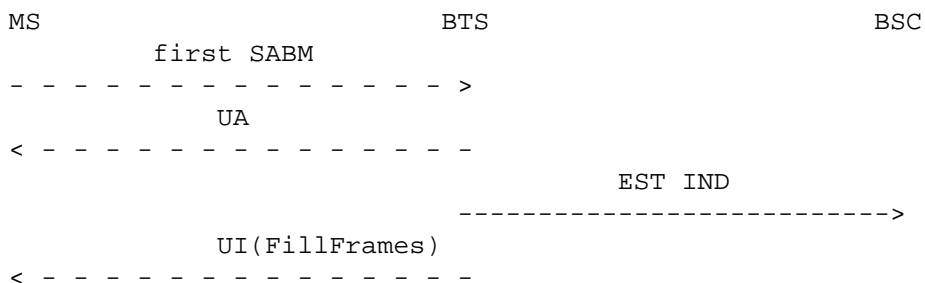 MS BTS BSC
first SABM
- - - - - - - - - - - - - - >
UA
< - - - - - - - - - - - - - -
EST IND
--------------------------->
UI(FillFrames)
< - - - - - - - - - - - - - -